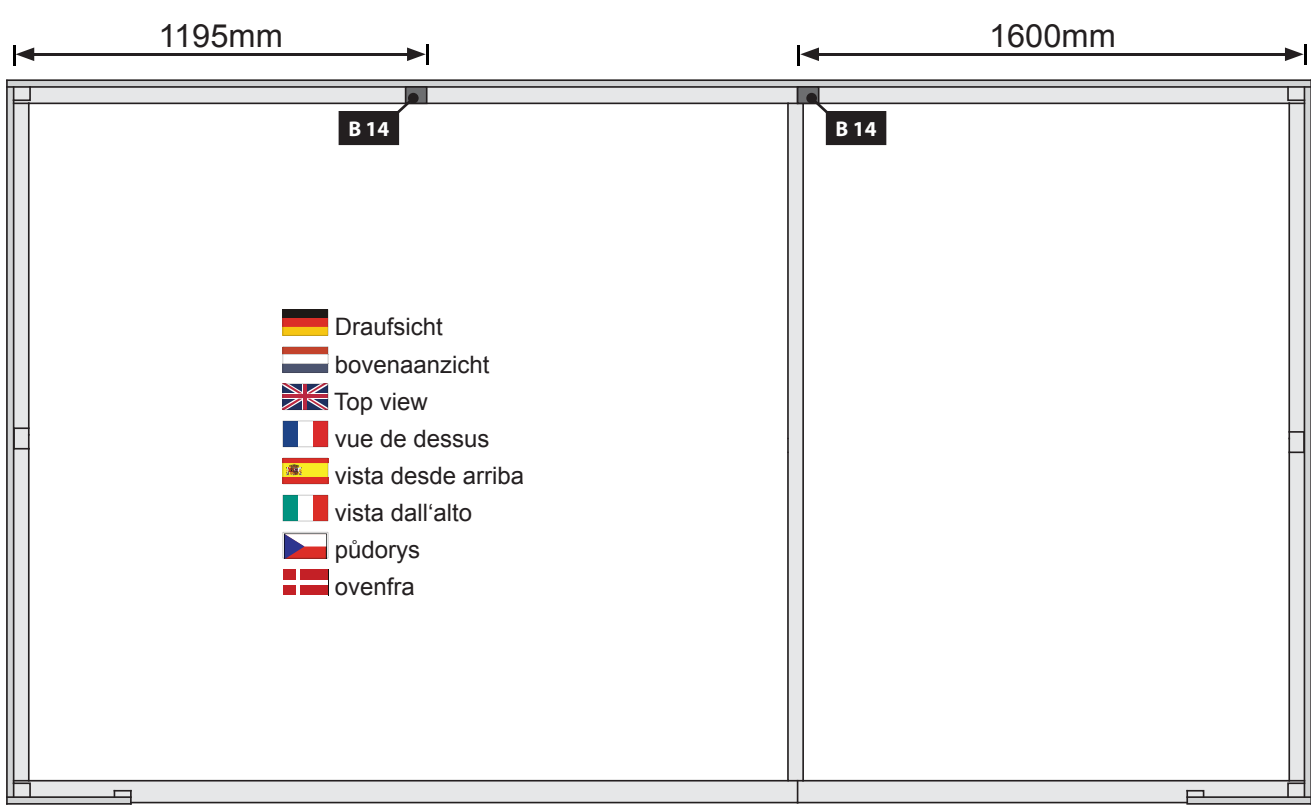 1195mm
1600mm
B 14
B 14
Draufsicht
bovenaanzicht
Top view
vue de dessus
vista desde arriba
vista dall‘alto
půdorys
ovenfra